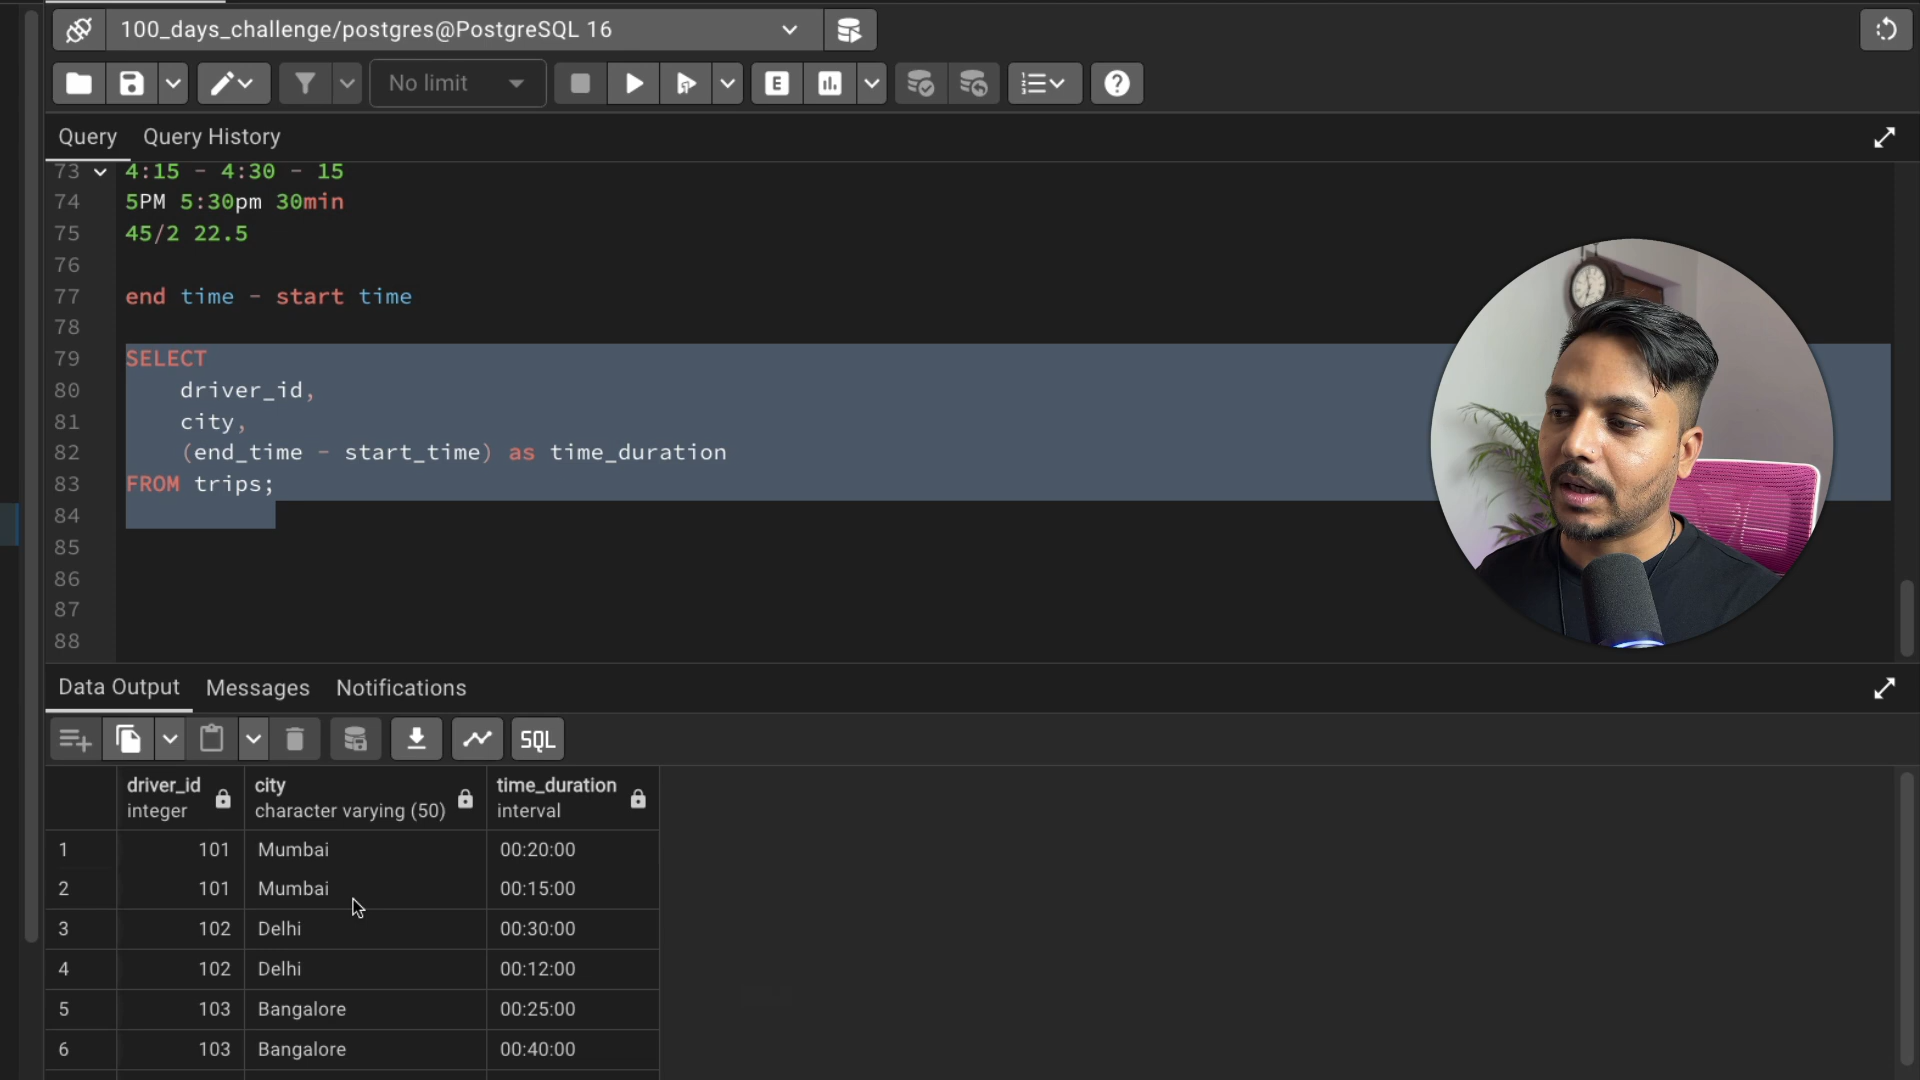 100_days_challenge/postgres@PostgreSQL 16
No limit
E
Query Query History
73 4:15 - 4:30 - 15
74 5PM 5:30pm 30min
75 45/2 22.5
76
77 end time - start time
78
79 SELECT
80 driver_id,
81 city,
82 (end_time - start_time) as time_duration
83 FROM trips;
84
85
86
87
88
Data Output Messages Notifications
SQL
driver_id city time_duration
integer character varying (50) interval
1 101 Mumbai 00:20:00
2 101 Mumbai 00:15:00
3 102 Delhi 00:30:00
4 102 Delhi 00:12:00
5 103 Bangalore 00:25:00
6 103 Bangalore 00:40:00